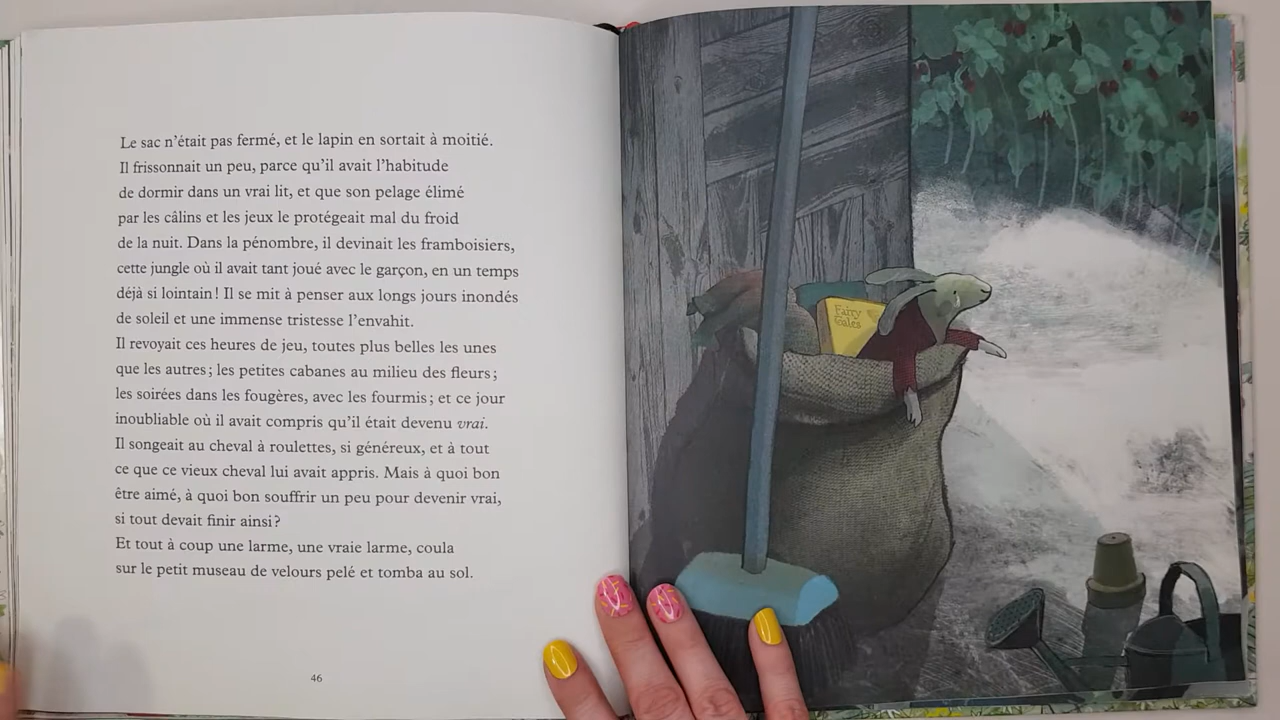 Le sac n’était pas fermé, et le lapin en sortait à moitié.
Il frissonnait un peu, parce qu’il avait l’habitude
de dormir dans un vrai lit, et que son pelage élimé
par les câlins et les jeux le protégeait mal du froid
de la nuit. Dans la pénombre, il devinait les framboisiers,
cette jungle où il avait tant joué avec le garçon, en un temps
déjà si lointain ! Il se mit à penser aux longs jours inondés
de soleil et une immense tristesse l’envahit.
Il revoyait ces heures de jeu, toutes plus belles les unes
que les autres ; les petites cabanes au milieu des fleurs ;
les soirées dans les fougères, avec les fourmis ; et ce jour
inoubliable où il avait compris qu’il était devenu vrai.
Il songeait au cheval à roulettes, si généreux, et à tout
ce que ce vieux cheval lui avait appris. Mais à quoi bon
être aimé, à quoi bon souffrir un peu pour devenir vrai,
si tout devait finir ainsi ?
Et tout à coup une larme, une vraie larme, coula
sur le petit museau de velours pelé et tomba au sol.
46
Fairy
Tales